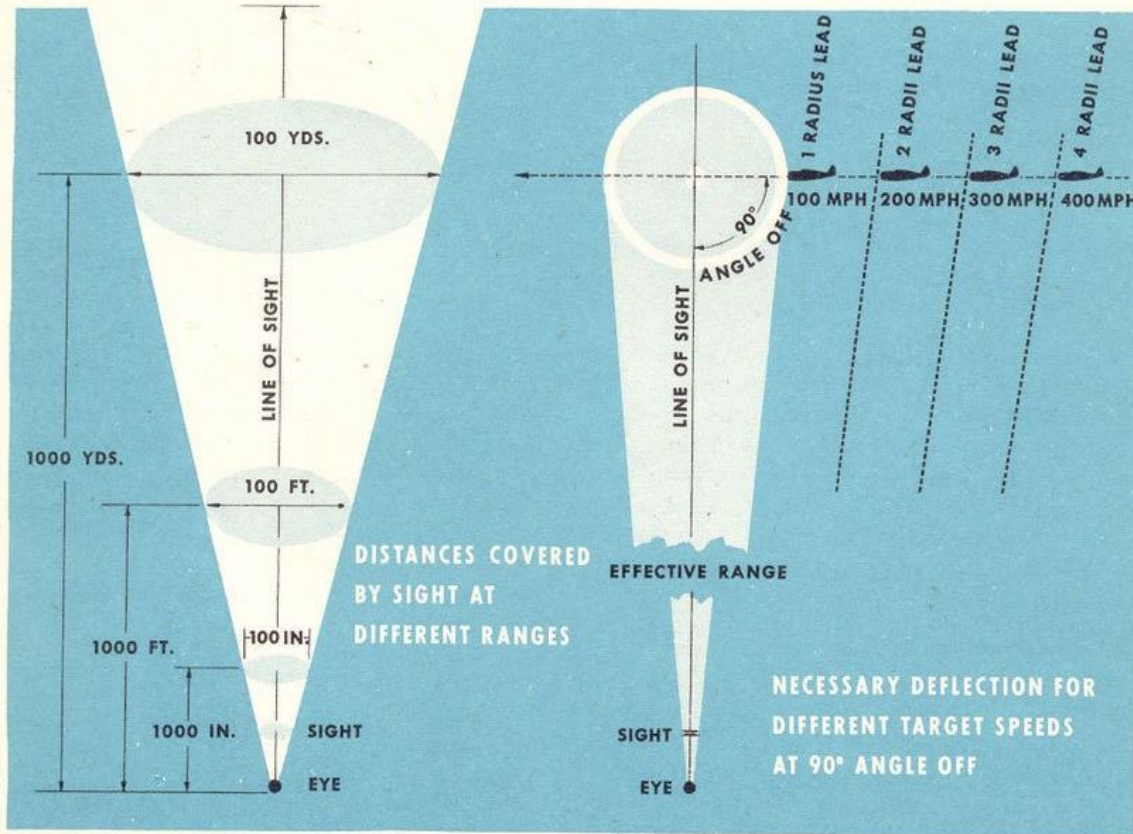 100 YDS.
LINE OF SIGHT
1000 YDS.
100 FT.
DISTANCES COVERED
BY SIGHT AT
DIFFERENT RANGES
1000 FT.
100 IN.
1000 IN.
SIGHT
EYE
1 RADIUS LEAD
2 RADII LEAD
3 RADII LEAD
4 RADII LEAD
100 MPH
200 MPH
300 MPH
400 MPH
90°
ANGLE OFF
LINE OF SIGHT
EFFECTIVE RANGE
NECESSARY DEFLECTION FOR
DIFFERENT TARGET SPEEDS
AT 90° ANGLE OFF
SIGHT
EYE